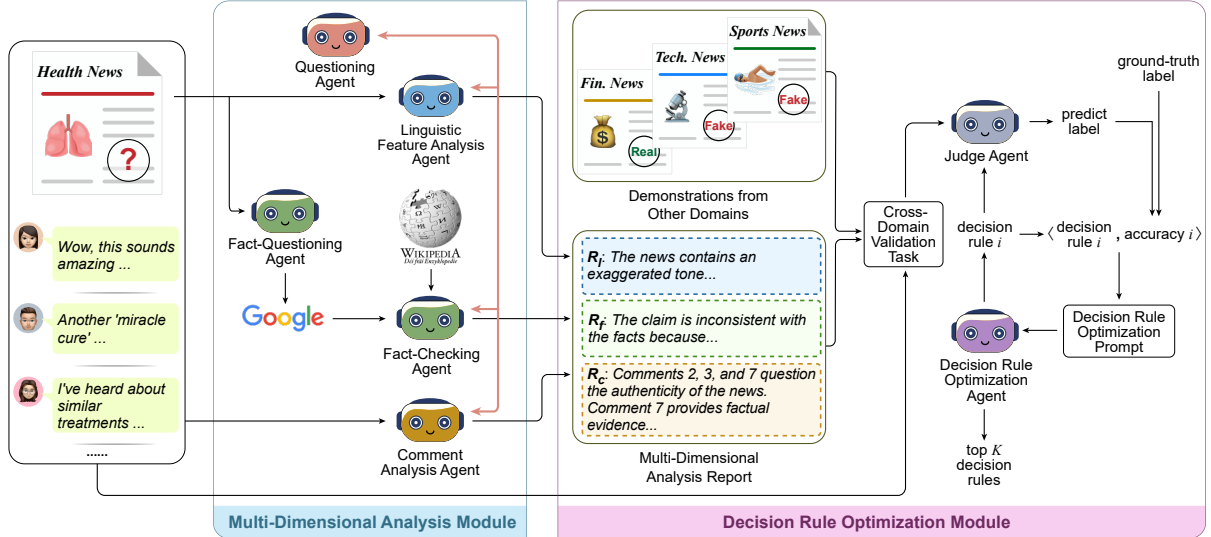 Health News
?
Wow, this sounds
amazing ...
Another 'miracle
cure' ...
I've heard about
similar
treatments ...
......
Questioning
Agent
Linguistic
Feature Analysis
Agent
Fact-Questioning
Agent
WIKIPEDIA
Die freie Enzyklopädie
Google
Fact-Checking
Agent
Comment
Analysis Agent
Multi-Dimensional Analysis Module
Fin. News
Real
Tech. News
Fake
Sports News
Fake
Demonstrations from
Other Domains
R_l: The news contains an
exaggerated tone...
R_f: The claim is inconsistent with
the facts because...
R_c: Comments 2, 3, and 7 question
the authenticity of the news.
Comment 7 provides factual
evidence...
Multi-Dimensional
Analysis Report
Cross-
Domain
Validation
Task
Judge Agent
predict
label
ground-truth
label
decision
rule i
⟨ decision
rule i , accuracy i ⟩
Decision Rule
Optimization
Prompt
Decision Rule
Optimization
Agent
top K
decision
rules
Decision Rule Optimization Module